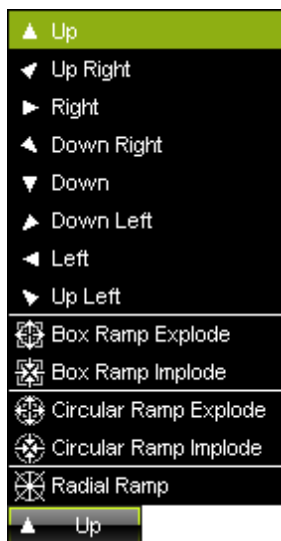 Up
Up Right
Right
Down Right
Down
Down Left
Left
Up Left
Box Ramp Explode
Box Ramp Implode
Circular Ramp Explode
Circular Ramp Implode
Radial Ramp
Up